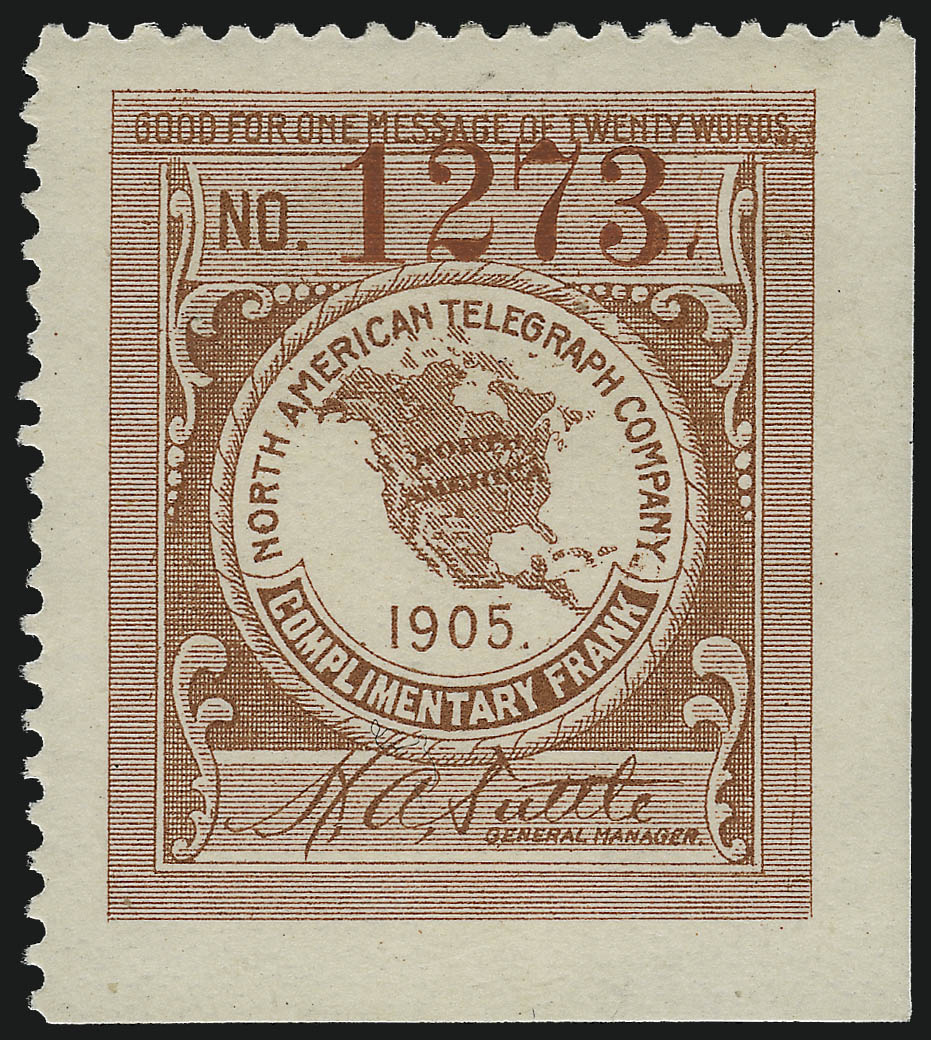 GOOD FOR ONE MESSAGE OF TWENTY WORDS.
NO. 1273.
NORTH AMERICAN TELEGRAPH COMPANY.
NORTH
AMERICA
1905.
COMPLIMENTARY FRANK
H. A. Tuttle
GENERAL MANAGER.